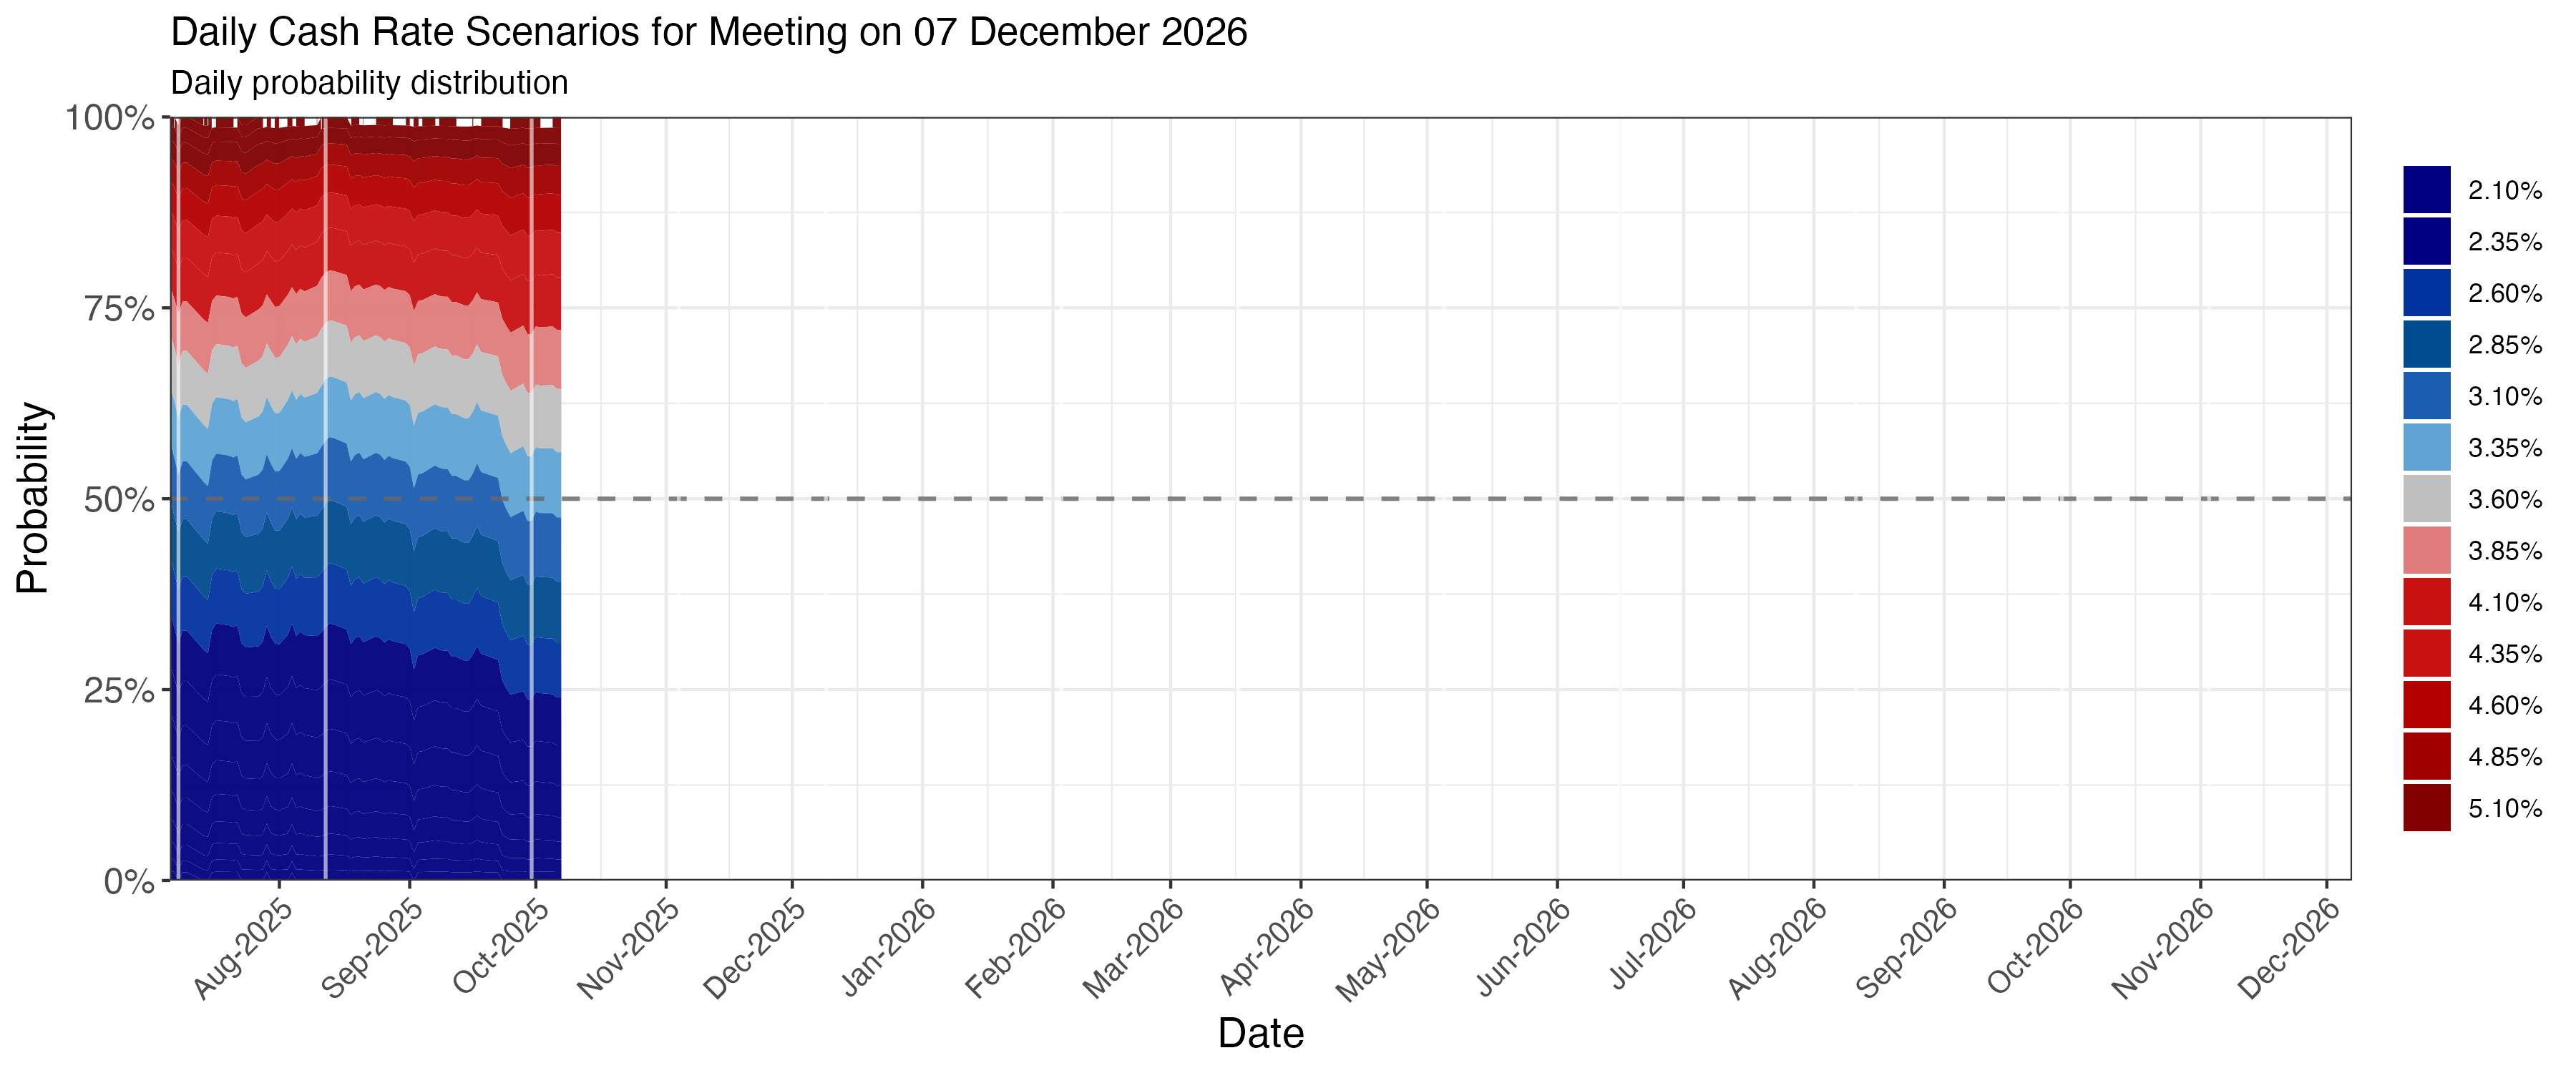 Daily Cash Rate Scenarios for Meeting on 07 December 2026
Daily probability distribution
Probability
100%
75%
50%
25%
0%
Aug-2025
Sep-2025
Oct-2025
Nov-2025
Dec-2025
Jan-2026
Feb-2026
Mar-2026
Apr-2026
May-2026
Jun-2026
Jul-2026
Aug-2026
Sep-2026
Oct-2026
Nov-2026
Dec-2026
Date
2.10%
2.35%
2.60%
2.85%
3.10%
3.35%
3.60%
3.85%
4.10%
4.35%
4.60%
4.85%
5.10%